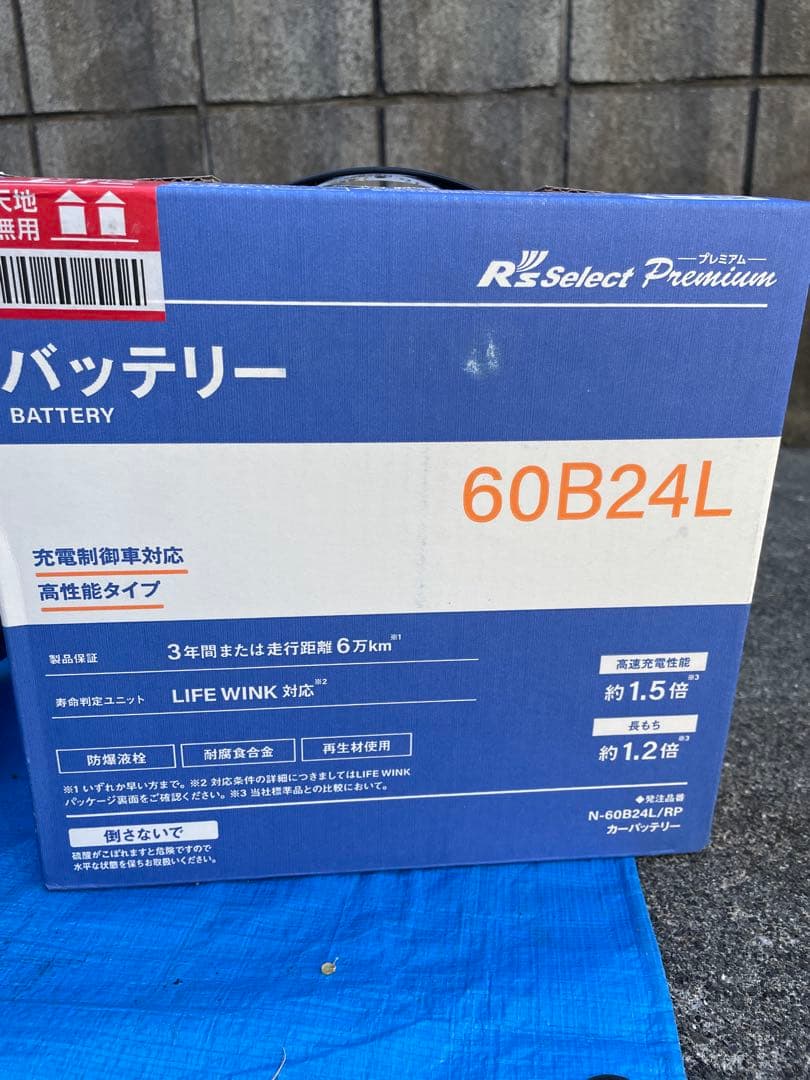 天地
無用
R's Select Premium
プレミアム
バッテリー
BATTERY
60B24L
充電制御車対応
高性能タイプ
製品保証 3年間または走行距離6万km※1
寿命判定ユニット LIFE WINK 対応※2
高速充電性能
約1.5倍※3
長もち
約1.2倍※3
防爆液栓 耐腐食合金 再生材使用
※1 いずれか早い方まで。※2 対応条件の詳細につきましてはLIFE WINK
パッケージ裏面をご確認ください。※3 当社標準品との比較において。
◆発注品番
N-60B24L/RP
カーバッテリー
倒さないで
硫酸がこぼれますと危険ですので
水平な状態を保ちお取扱いください。